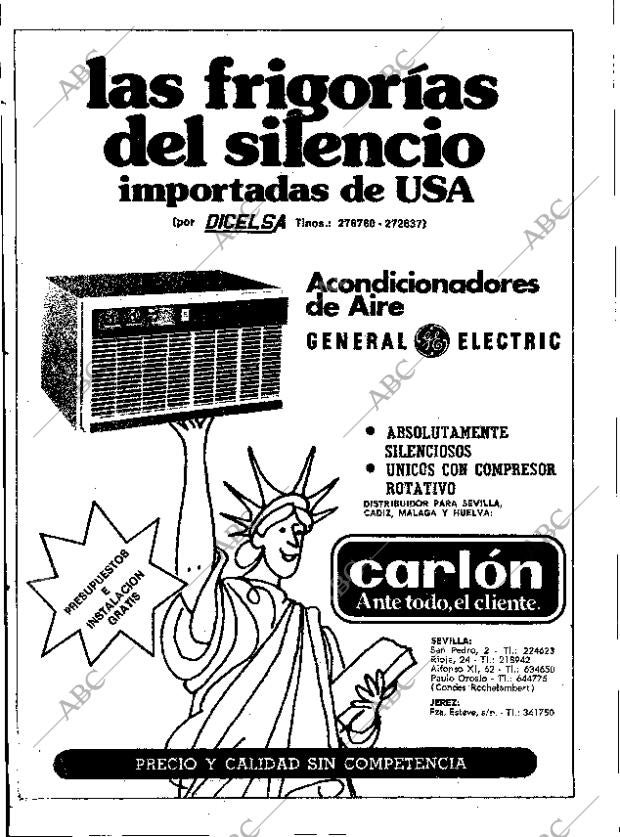 las frigorías
del silencio
importadas de USA
(por DICELSA Tfnos.: 276760 - 272637)
Acondicionadores
de Aire
GENERAL GE ELECTRIC
• ABSOLUTAMENTE
SILENCIOSOS
• UNICOS CON COMPRESOR
ROTATIVO
DISTRIBUIDOR PARA SEVILLA,
CADIZ, MALAGA Y HUELVA:
PRESUPUESTOS
E
INSTALACION
GRATIS
carlón
Ante todo, el cliente.
SEVILLA:
San Pedro, 2 - Tl.: 224623
Rioja, 24 - Tl.: 218942
Alfonso XI, 62 - Tl.: 634650
Paulo Orosio - Tl.: 644775
(Condes Rochelambert)
JEREZ:
Pza. Esteve, s/n. - Tl.: 341750
PRECIO Y CALIDAD SIN COMPETENCIA